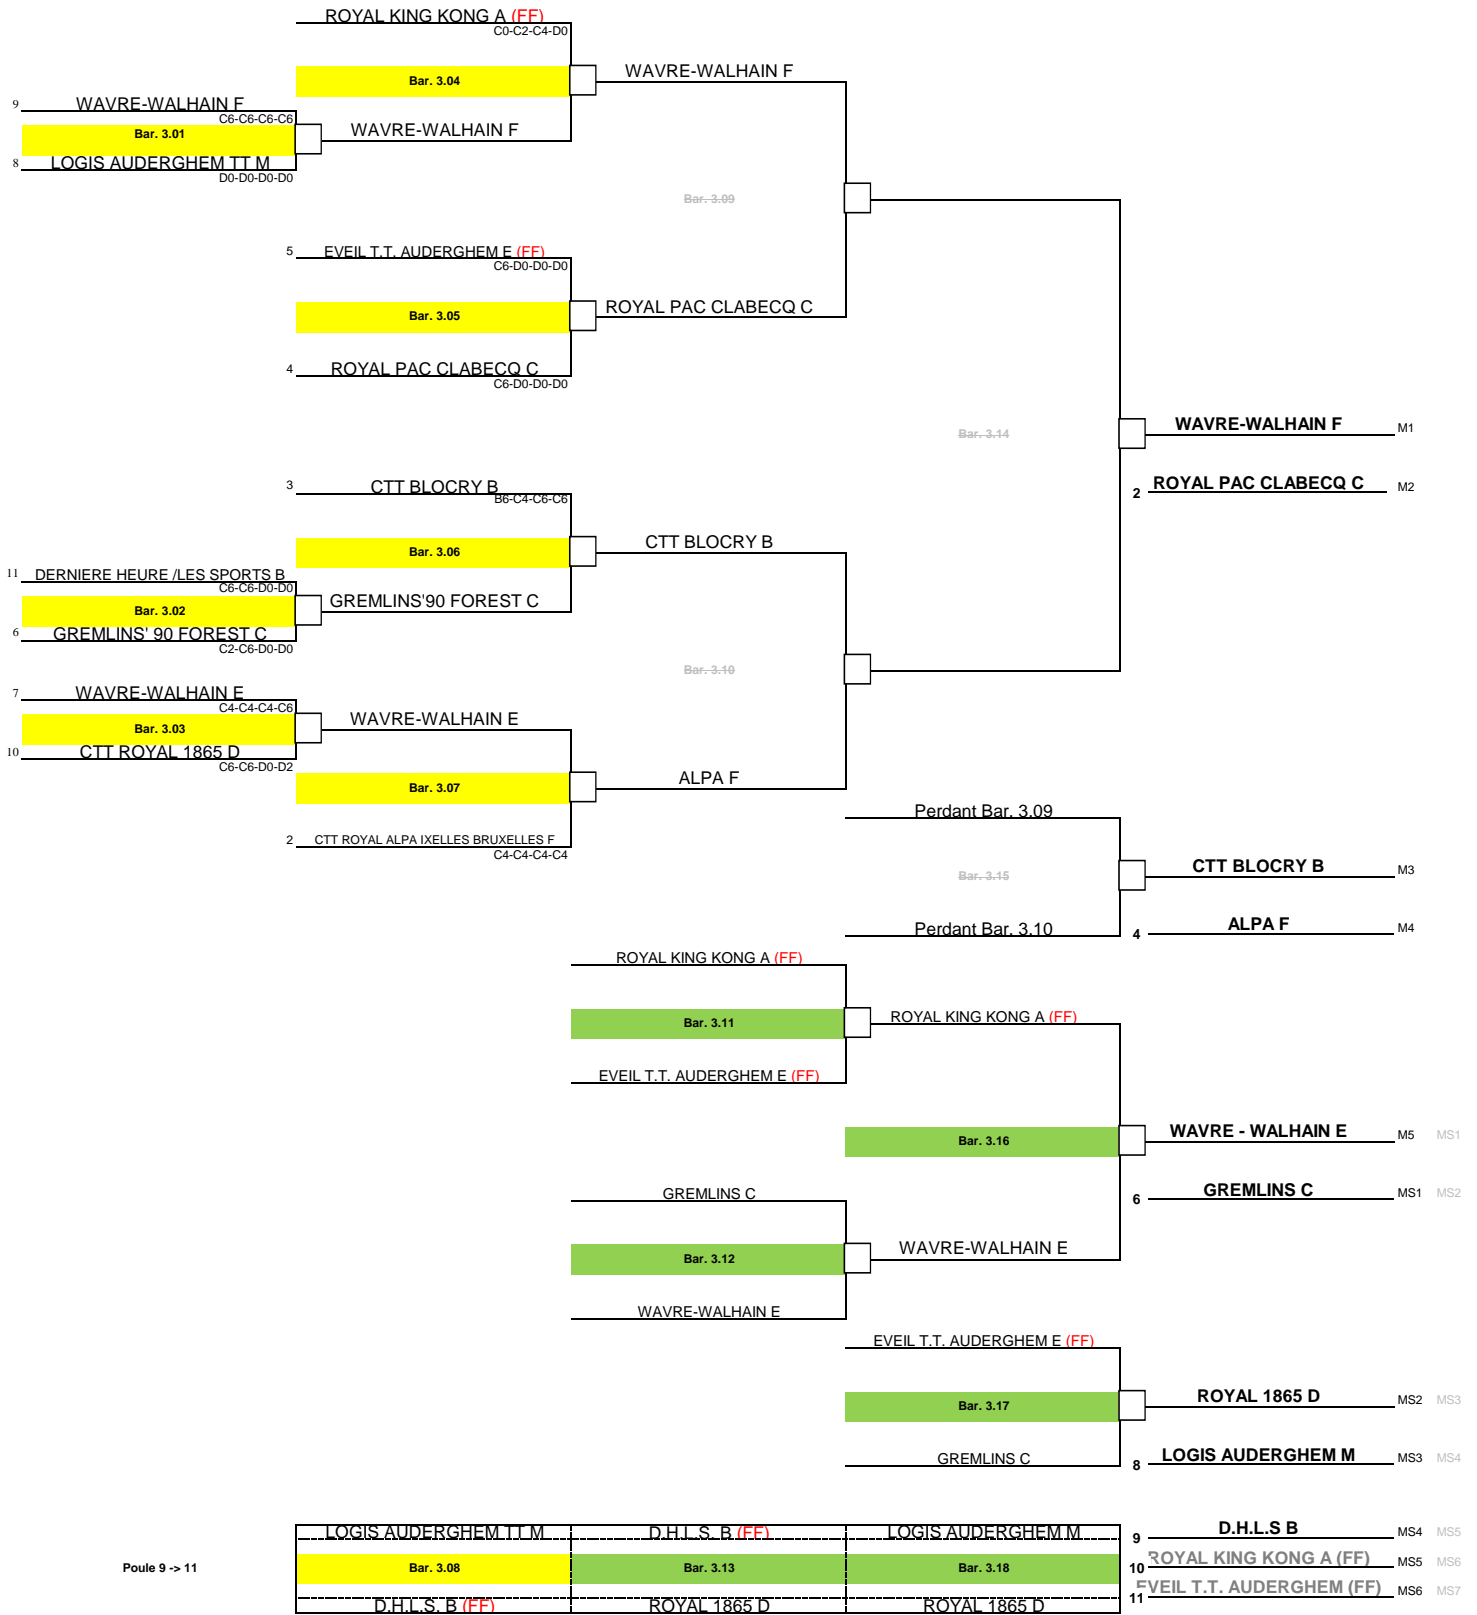 ROYAL KING KONG A (FF)
C0-C2-C4-D0
Bar. 3.04
WAVRE-WALHAIN F
9 WAVRE-WALHAIN F
C6-C6-C6-C6
Bar. 3.01
WAVRE-WALHAIN F
8 LOGIS AUDERGHEM TT M
D0-D0-D0-D0
Bar. 3.09
5 EVEIL T.T. AUDERGHEM E (FF)
C6-D0-D0-D0
Bar. 3.05
ROYAL PAC CLABECQ C
4 ROYAL PAC CLABECQ C
C6-D0-D0-D0
Bar. 3.14
WAVRE-WALHAIN F M1
2 ROYAL PAC CLABECQ C M2
3 CTT BLOCRY B
B6-C4-C6-C6
Bar. 3.06
CTT BLOCRY B
11 DERNIERE HEURE /LES SPORTS B
C6-C6-D0-D0
Bar. 3.02
GREMLINS'90 FOREST C
6 GREMLINS' 90 FOREST C
C2-C6-D0-D0
Bar. 3.10
7 WAVRE-WALHAIN E
C4-C4-C4-C6
Bar. 3.03
WAVRE-WALHAIN E
10 CTT ROYAL 1865 D
C6-C6-D0-D2
Bar. 3.07
ALPA F
2 CTT ROYAL ALPA IXELLES BRUXELLES F
C4-C4-C4-C4
Perdant Bar. 3.09
Bar. 3.15
CTT BLOCRY B M3
Perdant Bar. 3.10
4 ALPA F M4
ROYAL KING KONG A (FF)
Bar. 3.11
ROYAL KING KONG A (FF)
EVEIL T.T. AUDERGHEM E (FF)
Bar. 3.16
WAVRE - WALHAIN E M5 MS1
6 GREMLINS C MS1 MS2
GREMLINS C
Bar. 3.12
WAVRE-WALHAIN E
WAVRE-WALHAIN E
EVEIL T.T. AUDERGHEM E (FF)
Bar. 3.17
ROYAL 1865 D MS2 MS3
GREMLINS C
8 LOGIS AUDERGHEM M MS3 MS4
LOGIS AUDERGHEM TT M D.H.L.S. B (FF) LOGIS AUDERGHEM M
9 D.H.L.S B MS4 MS5
Poule 9 -> 11 Bar. 3.08 Bar. 3.13 Bar. 3.18
10 ROYAL KING KONG A (FF) MS5 MS6
11 EVEIL T.T. AUDERGHEM (FF) MS6 MS7
D.H.L.S. B (FF) ROYAL 1865 D ROYAL 1865 D